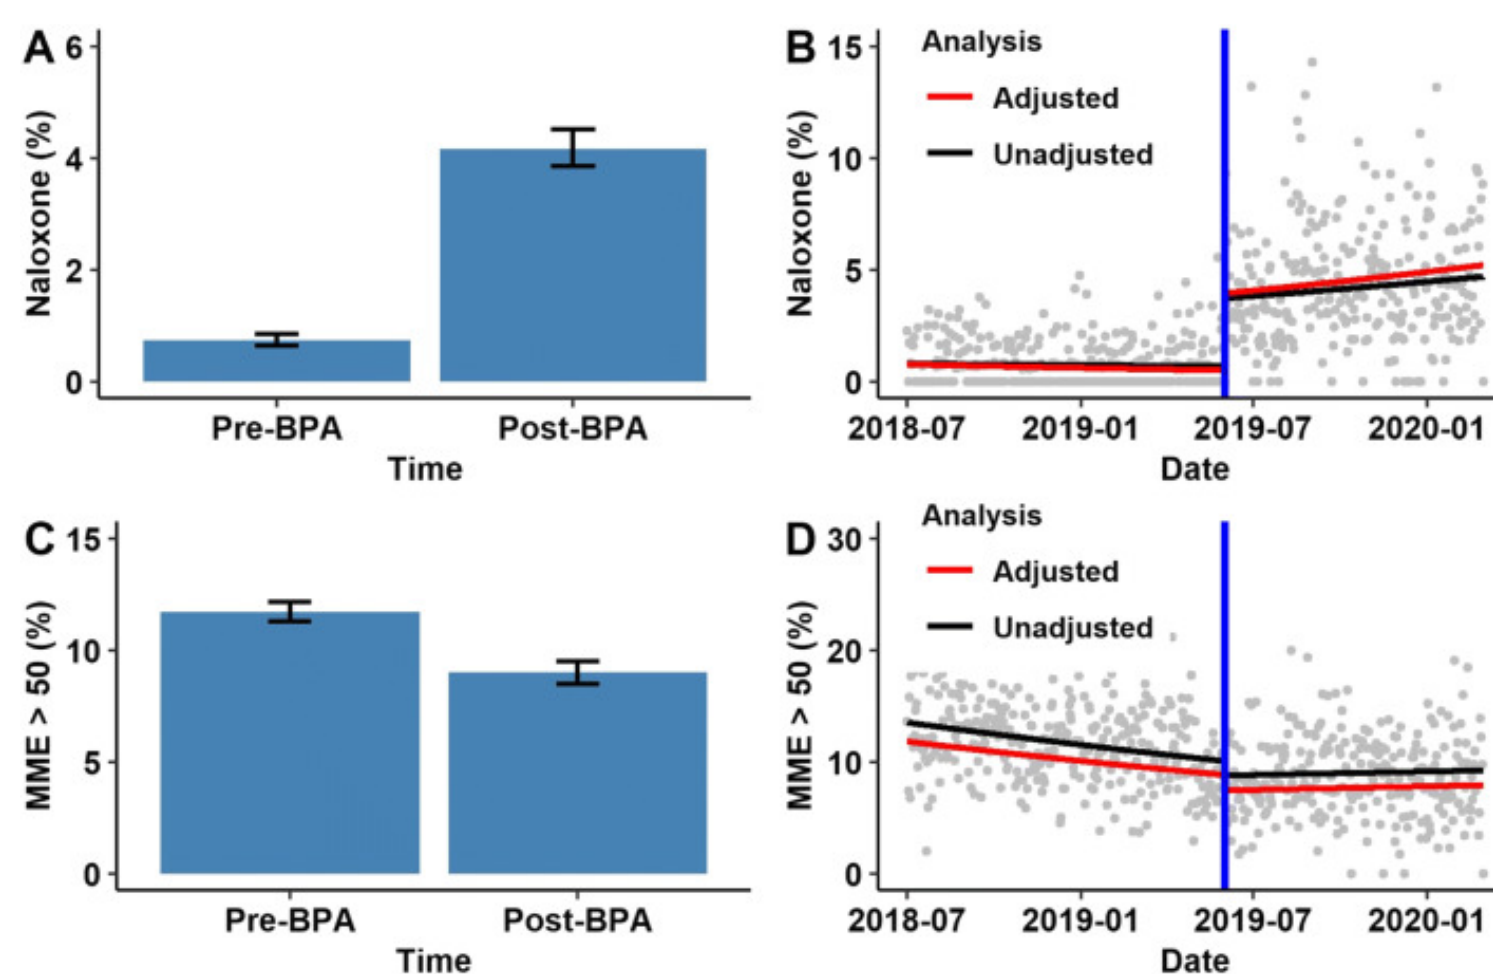 A
Naloxone (%)
6
4
2
0
Pre-BPA Post-BPA
Time
B
Naloxone (%)
15
10
5
0
Analysis
Adjusted
Unadjusted
2018-07 2019-01 2019-07 2020-01
Date
C
MME > 50 (%)
15
10
5
0
Pre-BPA Post-BPA
Time
D
MME > 50 (%)
30
20
10
0
Analysis
Adjusted
Unadjusted
2018-07 2019-01 2019-07 2020-01
Date